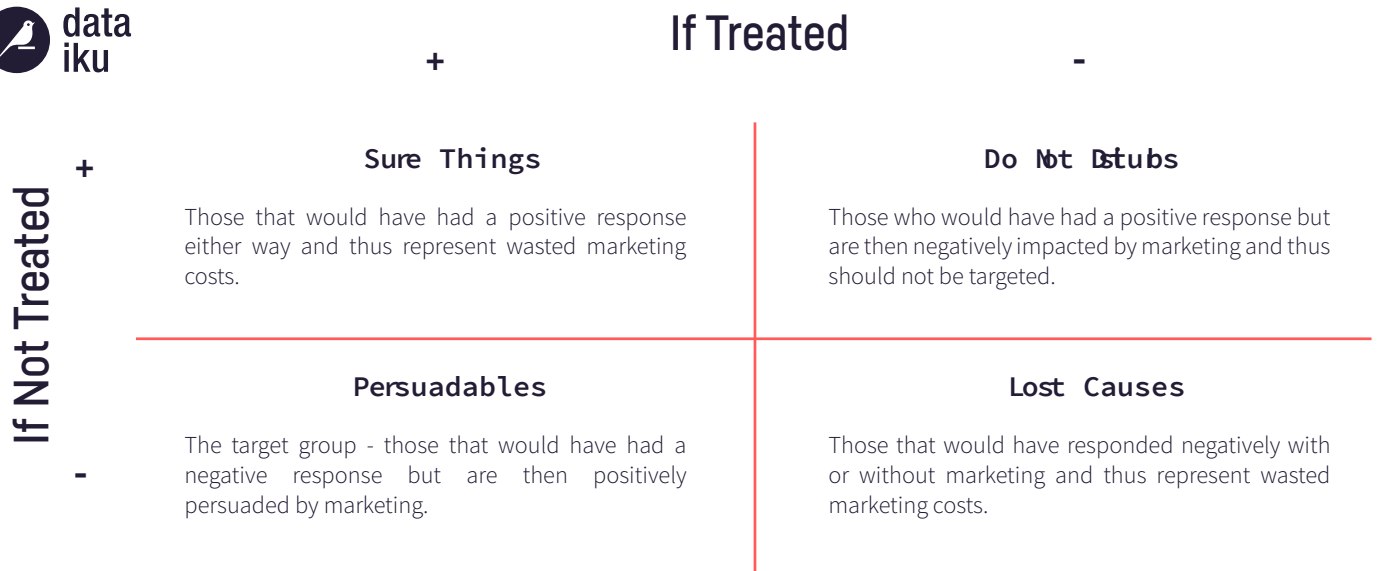 data
iku
If Treated
+
-
If Not Treated
+
Sure Things
Those that would have had a positive response
either way and thus represent wasted marketing
costs.
Do Not
Those who would have had a positive response but
are then negatively impacted by marketing and thus
should not be targeted.
-
Persuadables
The target group - those that would have had a
negative response but are then positively
persuaded by marketing.
Lost Causes
Those that would have responded negatively with
or without marketing and thus represent wasted
marketing costs.